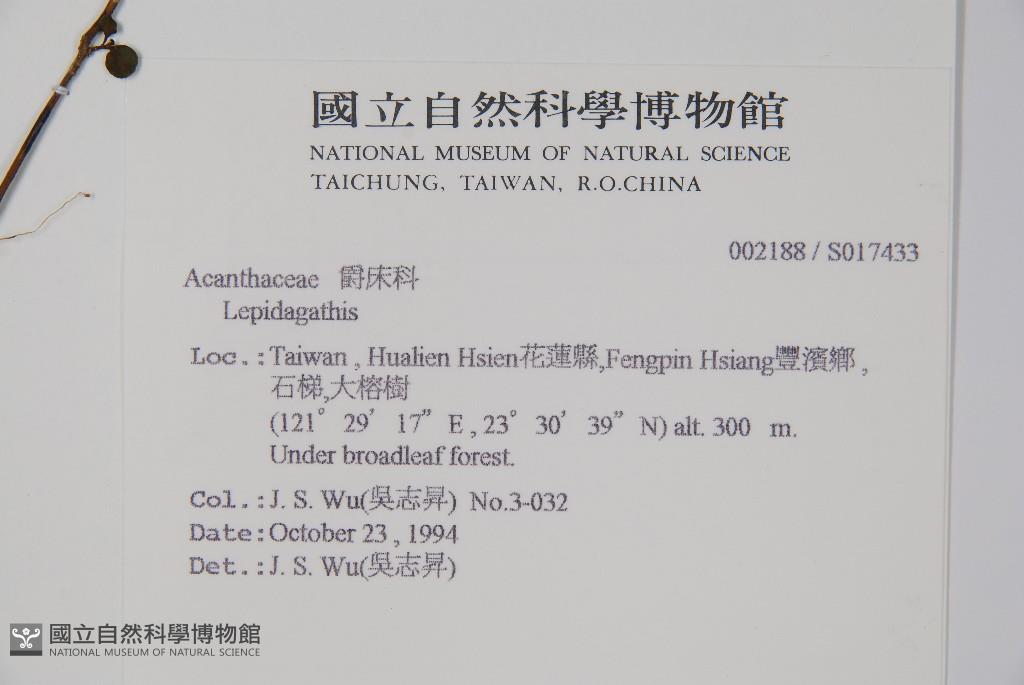 國立自然科學博物館
NATIONAL MUSEUM OF NATURAL SCIENCE
TAICHUNG, TAIWAN, R.O.CHINA
002188 / S017433
Acanthaceae 爵床科
Lepidagathis
Loc.:Taiwan , Hualien Hsien花蓮縣,Fengpin Hsiang豐濱鄉 ,
石梯,大榕樹
(121° 29′ 17” E , 23° 30′ 39” N) alt. 300 m.
Under broadleaf forest.
Col.:J. S. Wu(吳志昇) No.3-032
Date:October 23 , 1994
Det.:J. S. Wu(吳志昇)
國立自然科學博物館
NATIONAL MUSEUM OF NATURAL SCIENCE